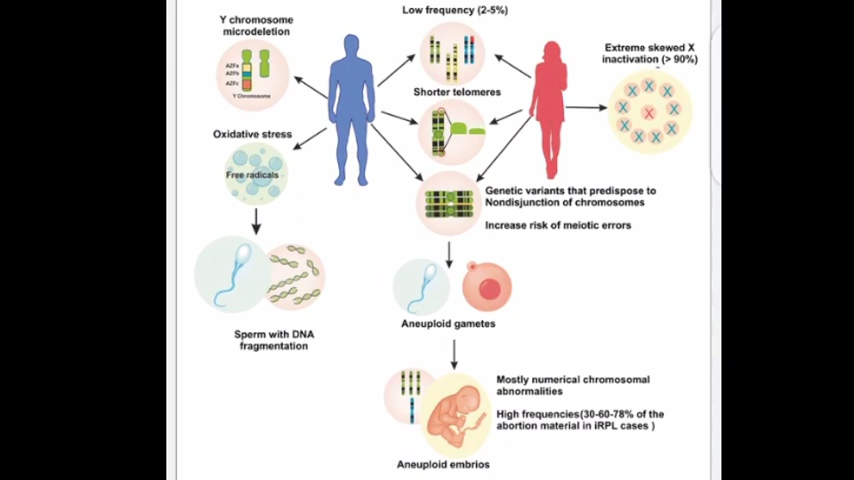 Low frequency (2-5%)
Y chromosome
microdeletion
AZFa
AZFb
AZFc
Y Chromosome
Extreme skewed X
inactivation (> 90%)
Shorter telomeres
Oxidative stress
Free radicals
Genetic variants that predispose to
Nondisjunction of chromosomes
Increase risk of meiotic errors
Aneuploid gametes
Sperm with DNA
fragmentation
Mostly numerical chromosomal
abnormalities
High frequencies(30-60-78% of the
abortion material in iRPL cases )
Aneuploid embrios